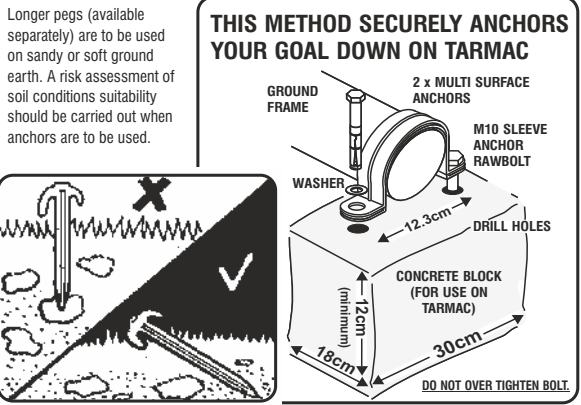 Longer pegs (available
separately) are to be used
on sandy or soft ground
earth. A risk assessment of
soil conditions suitability
should be carried out when
anchors are to be used.
THIS METHOD SECURELY ANCHORS
YOUR GOAL DOWN ON TARMAC
GROUND
FRAME
2 x MULTI SURFACE
ANCHORS
M10 SLEEVE
ANCHOR
RAWBOLT
WASHER
12.3cm
DRILL HOLES
CONCRETE BLOCK
(FOR USE ON
TARMAC)
12cm
(minimum)
18cm
30cm
DO NOT OVER TIGHTEN BOLT.